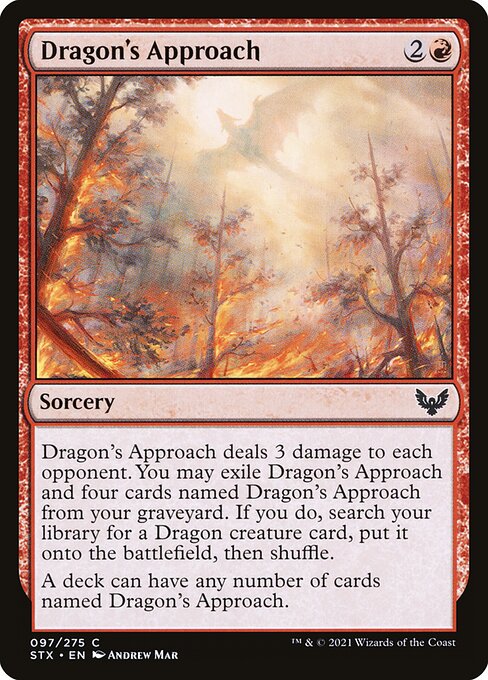 Dragon's Approach 2
Sorcery
Dragon's Approach deals 3 damage to each
opponent. You may exile Dragon's Approach
and four cards named Dragon's Approach
from your graveyard. If you do, search your
library for a Dragon creature card, put it
onto the battlefield, then shuffle.
A deck can have any number of cards
named Dragon's Approach.
097/275 C ™ & © 2021 Wizards of the Coast
STX • EN Andrew Mar